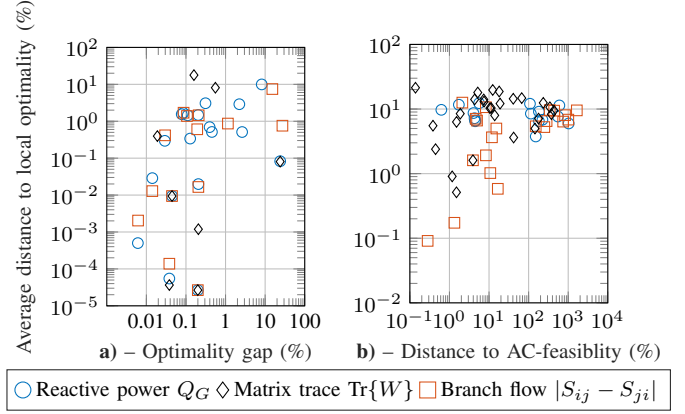 Average distance to local optimality (%)
10^2
10^1
10^0
10^−1
10^−2
10^−3
10^−4
10^−5
0.01 0.1 1 10 100
a) – Optimality gap (%)
10^2
10^1
10^0
10^−1
10^−2
10^−1 10^0 10^1 10^2 10^3 10^4
b) – Distance to AC-feasiblity (%)
Reactive power Q_G Matrix trace Tr{W} Branch flow |S_ij − S_ji|